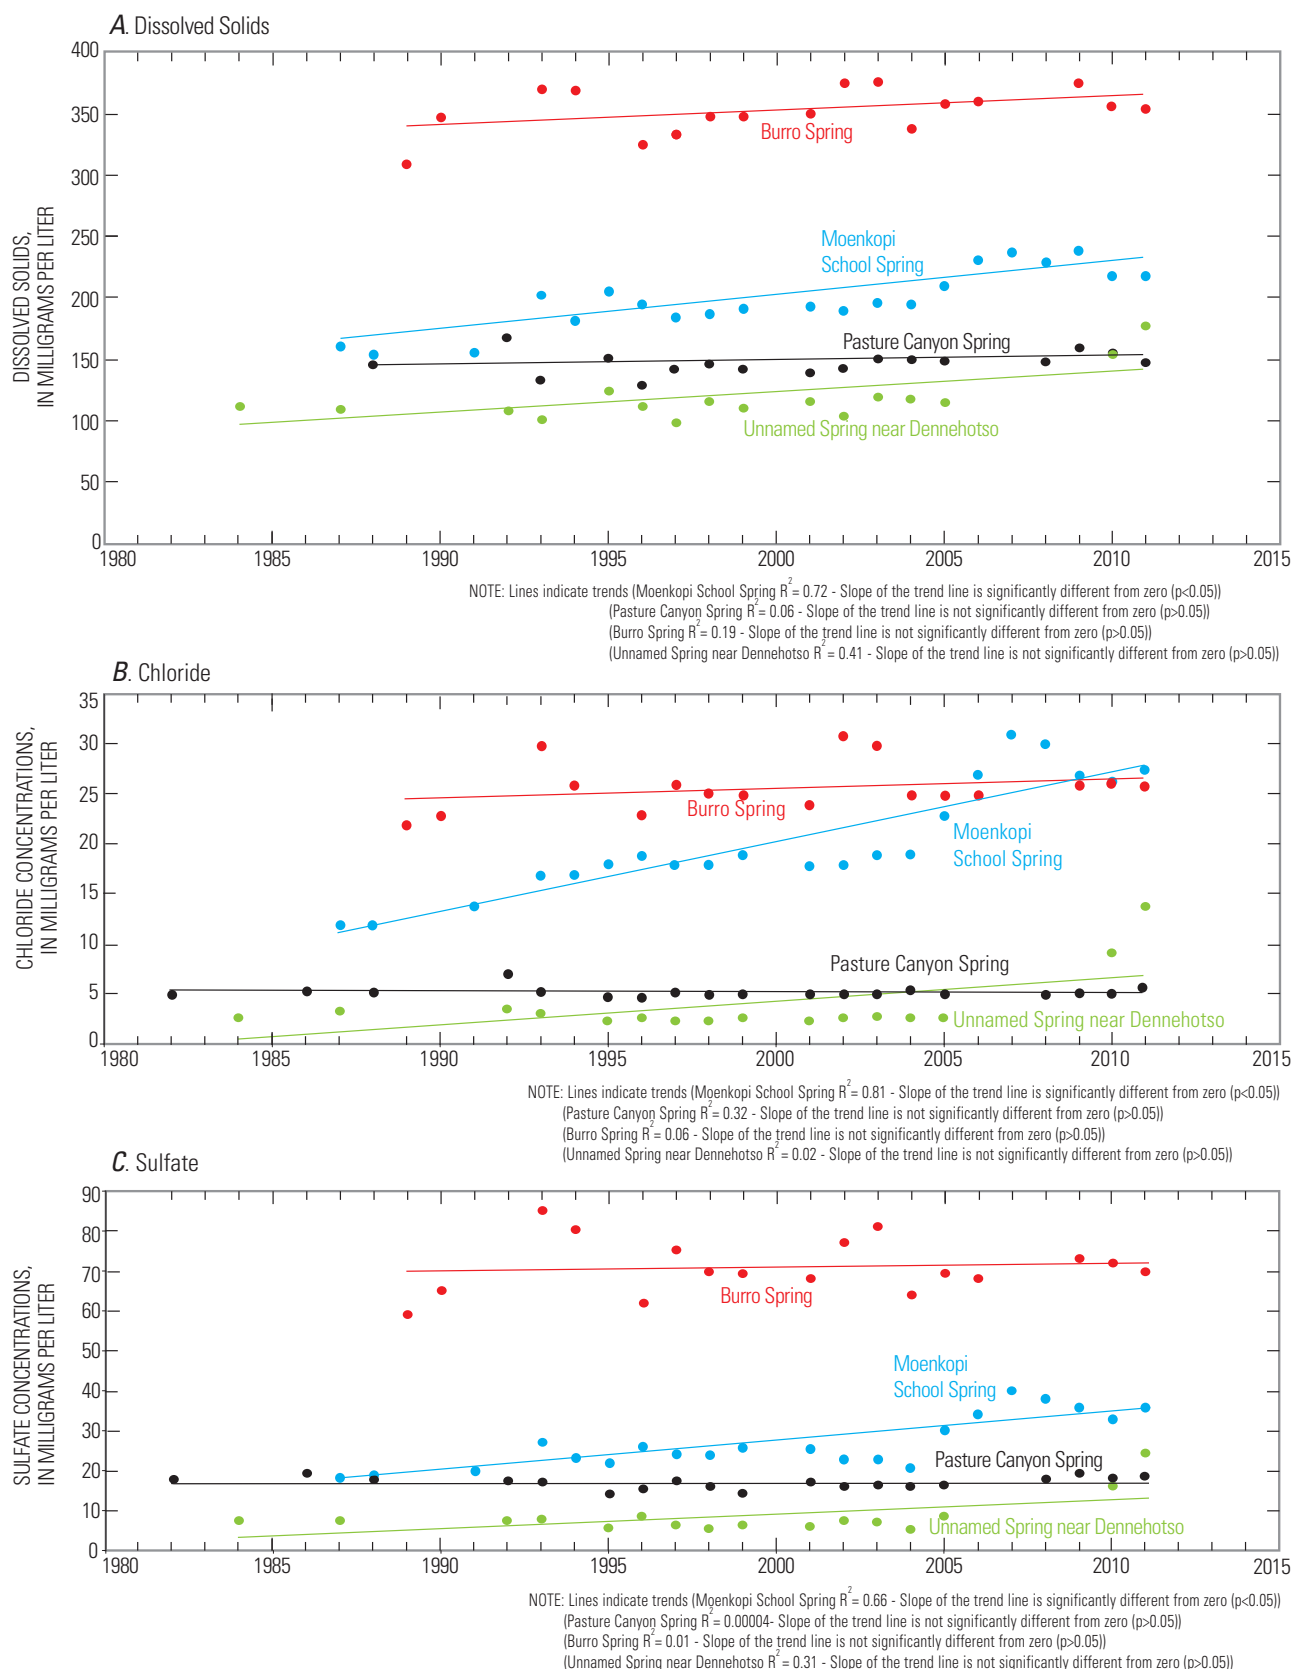 A. Dissolved Solids
400
350
300
250
200
150
100
50
0
DISSOLVED SOLIDS,
IN MILLIGRAMS PER LITER
Burro Spring
Moenkopi
School Spring
Pasture Canyon Spring
Unnamed Spring near Dennehotso
1980 1985 1990 1995 2000 2005 2010 2015
NOTE: Lines indicate trends (Moenkopi School Spring R2= 0.72 - Slope of the trend line is significantly different from zero (p<0.05))
(Pasture Canyon Spring R2= 0.06 - Slope of the trend line is not significantly different from zero (p>0.05))
(Burro Spring R2= 0.19 - Slope of the trend line is not significantly different from zero (p>0.05))
(Unnamed Spring near Dennehotso R2= 0.41 - Slope of the trend line is not significantly different from zero (p>0.05))
B. Chloride
35
30
25
20
15
10
5
0
CHLORIDE CONCENTRATIONS,
IN MILLIGRAMS PER LITER
Burro Spring
Moenkopi
School Spring
Pasture Canyon Spring
Unnamed Spring near Dennehotso
1980 1985 1990 1995 2000 2005 2010 2015
NOTE: Lines indicate trends (Moenkopi School Spring R2= 0.81 - Slope of the trend line is significantly different from zero (p<0.05))
(Pasture Canyon Spring R2= 0.32 - Slope of the trend line is not significantly different from zero (p>0.05))
(Burro Spring R2= 0.06 - Slope of the trend line is not significantly different from zero (p>0.05))
(Unnamed Spring near Dennehotso R2= 0.02 - Slope of the trend line is not significantly different from zero (p>0.05))
C. Sulfate
90
80
70
60
50
40
30
20
10
0
SULFATE CONCENTRATIONS,
IN MILLIGRAMS PER LITER
Burro Spring
Moenkopi
School Spring
Pasture Canyon Spring
Unnamed Spring near Dennehotso
1980 1985 1990 1995 2000 2005 2010 2015
NOTE: Lines indicate trends (Moenkopi School Spring R2= 0.66 - Slope of the trend line is significantly different from zero (p<0.05))
(Pasture Canyon Spring R2= 0.00004- Slope of the trend line is not significantly different from zero (p>0.05))
(Burro Spring R2= 0.01 - Slope of the trend line is not significantly different from zero (p>0.05))
(Unnamed Spring near Dennehotso R2= 0.31 - Slope of the trend line is not significantly different from zero (p>0.05))